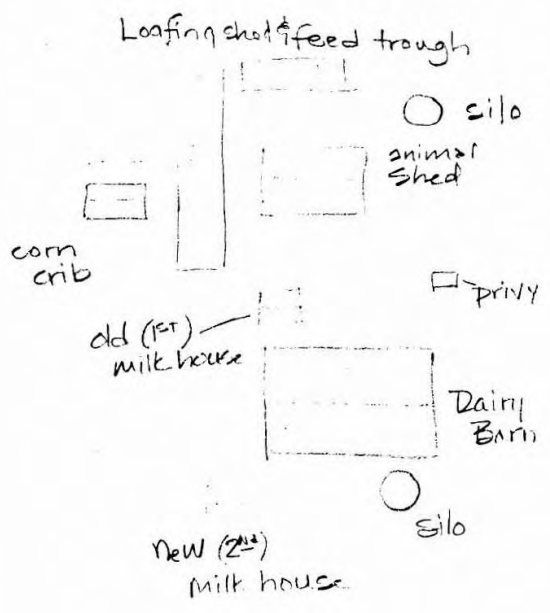 Loafing shed & feed trough
silo
animal
shed
corn
crib
privy
old (1ST)
milk house
Dairy
Barn
silo
new (2nd)
milk house